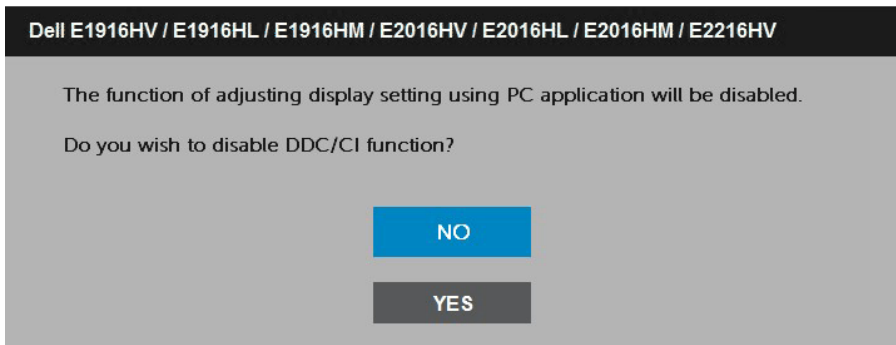 Dell E1916HV / E1916HL / E1916HM / E2016HV / E2016HL / E2016HM / E2216HV
The function of adjusting display setting using PC application will be disabled.
Do you wish to disable DDC/CI function?
NO
YES